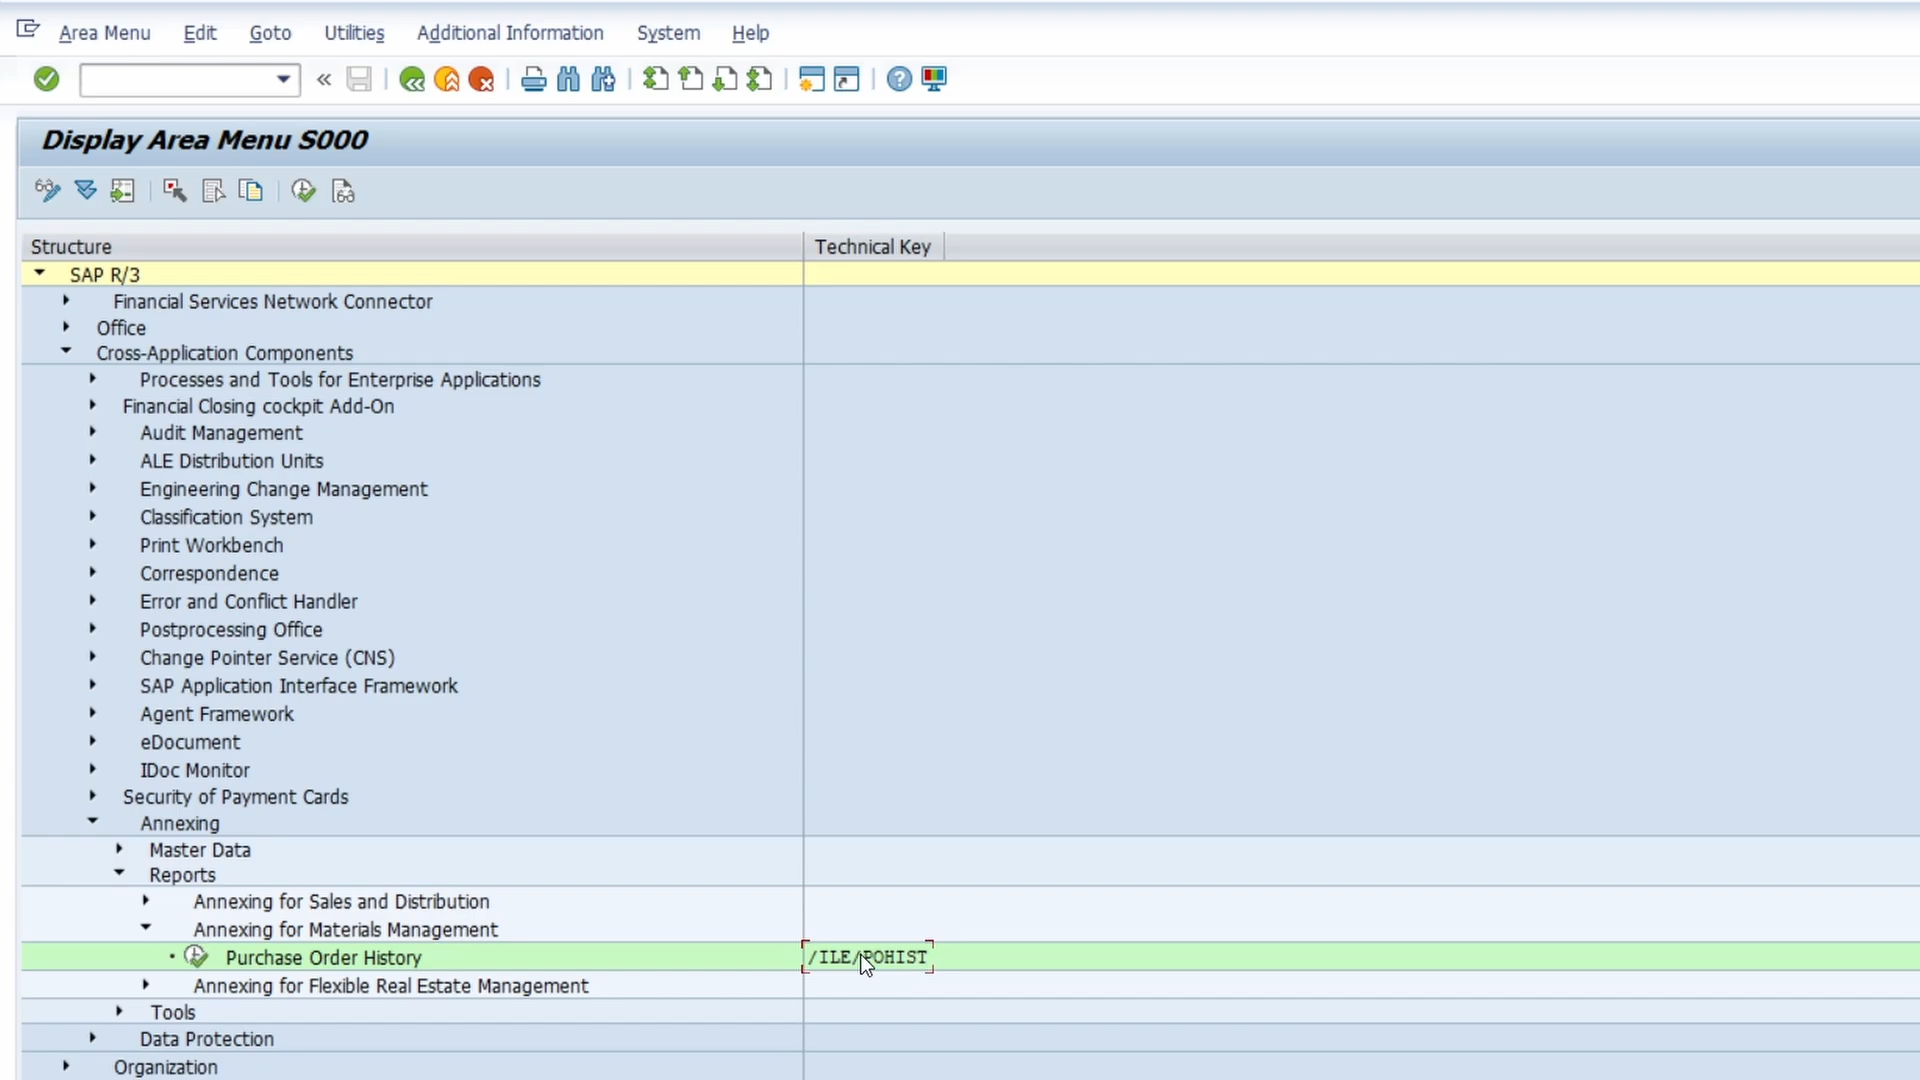 Area Menu Edit Goto Utilities Additional Information System Help
Display Area Menu S000
Structure Technical Key
SAP R/3
Financial Services Network Connector
Office
Cross-Application Components
Processes and Tools for Enterprise Applications
Financial Closing cockpit Add-On
Audit Management
ALE Distribution Units
Engineering Change Management
Classification System
Print Workbench
Correspondence
Error and Conflict Handler
Postprocessing Office
Change Pointer Service (CNS)
SAP Application Interface Framework
Agent Framework
eDocument
IDoc Monitor
Security of Payment Cards
Annexing
Master Data
Reports
Annexing for Sales and Distribution
Annexing for Materials Management
Purchase Order History /ILE/POHIST
Annexing for Flexible Real Estate Management
Tools
Data Protection
Organization